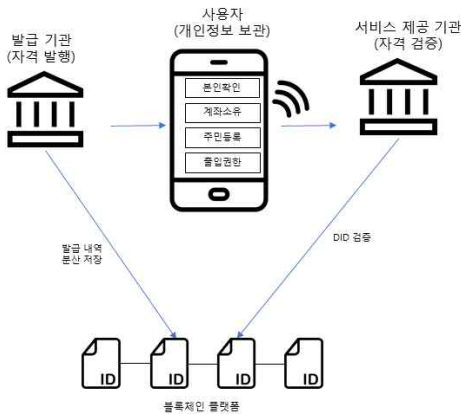 발급 기관
(자격 발행)
사용자
(개인정보 보관)
서비스 제공 기관
(자격 검증)
본인확인
계좌소유
주민등록
출입권한
발급 내역
분산 저장
DID 검증
ID
ID
ID
ID
블록체인 플랫폼